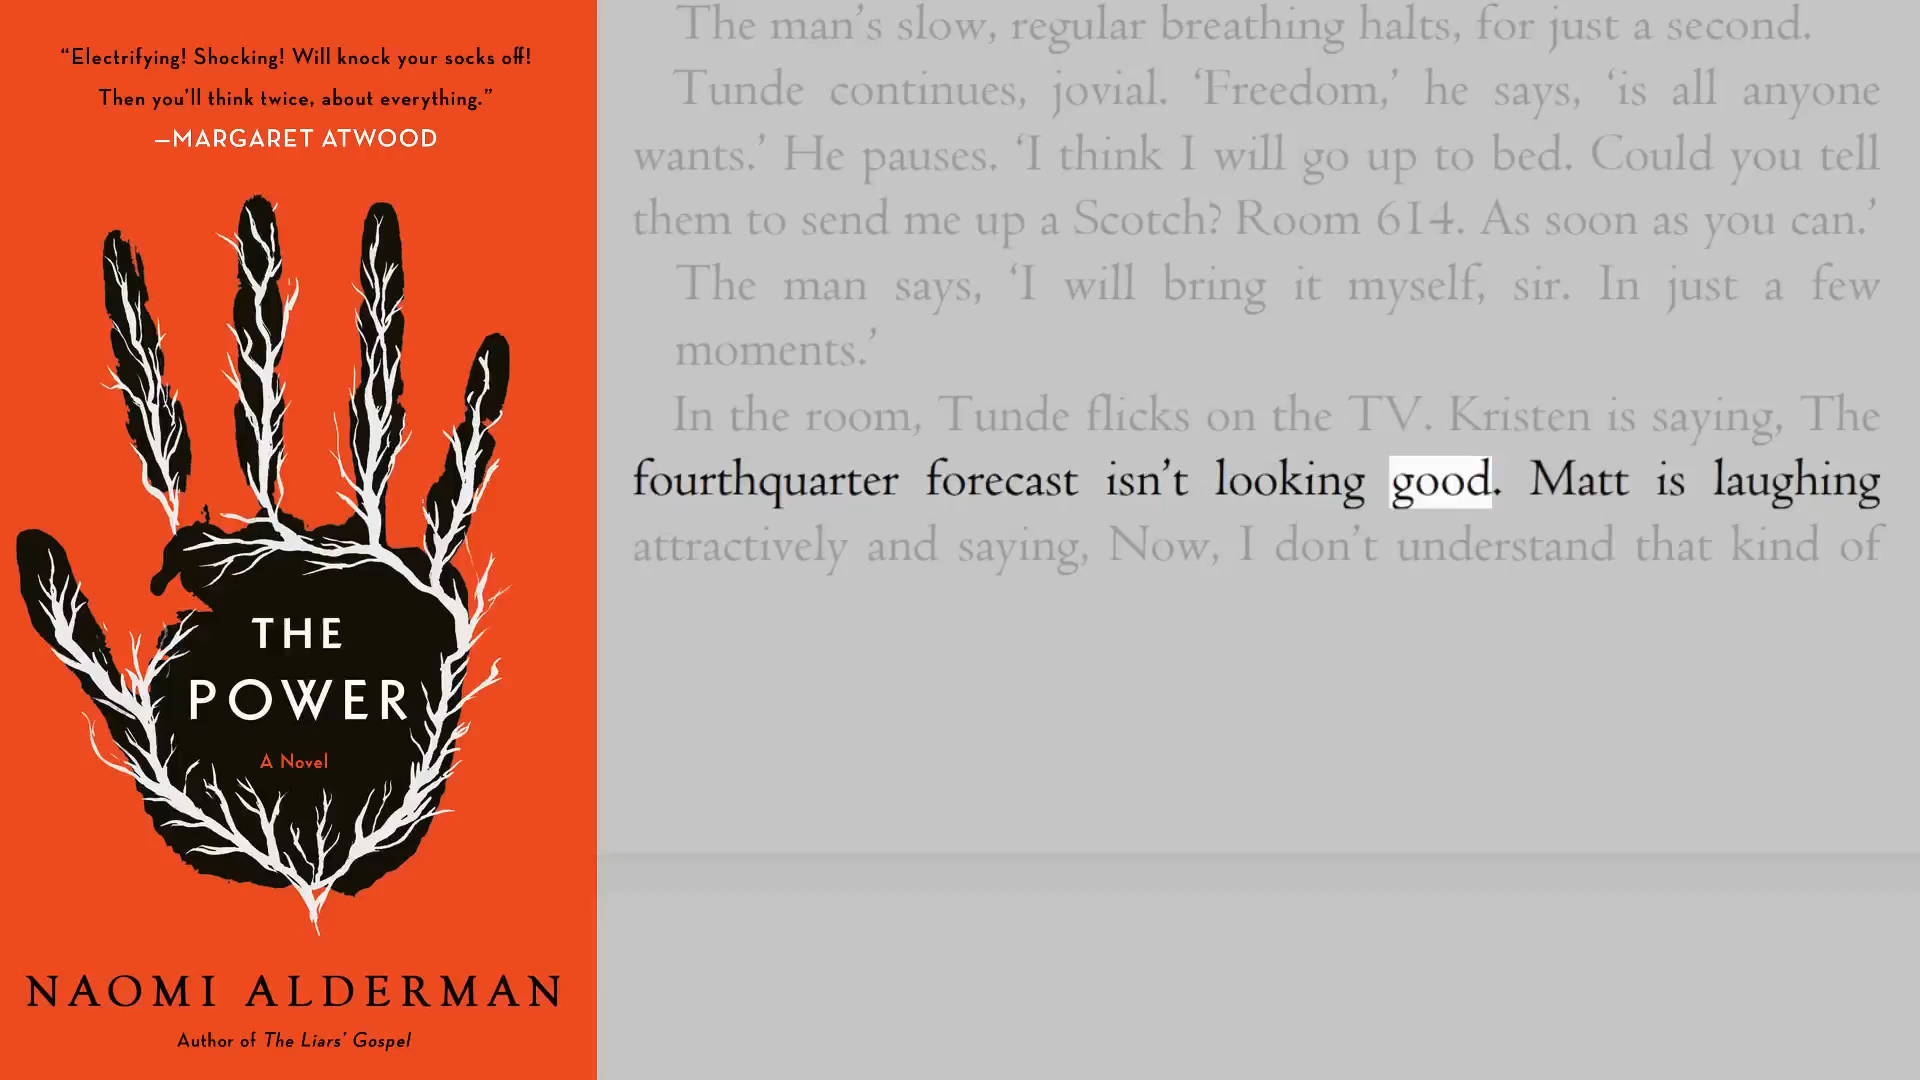 “Electrifying! Shocking! Will knock your socks off!
Then you’ll think twice, about everything.”
—MARGARET ATWOOD
THE
POWER
A Novel
NAOMI ALDERMAN
Author of The Liars’ Gospel
The man’s slow, regular breathing halts, for just a second.
Tunde continues, jovial. ‘Freedom,’ he says, ‘is all anyone
wants.’ He pauses. ‘I think I will go up to bed. Could you tell
them to send me up a Scotch? Room 614. As soon as you can.’
The man says, ‘I will bring it myself, sir. In just a few
moments.’
In the room, Tunde flicks on the TV. Kristen is saying, The
fourthquarter forecast isn’t looking good. Matt is laughing
attractively and saying, Now, I don’t understand that kind of